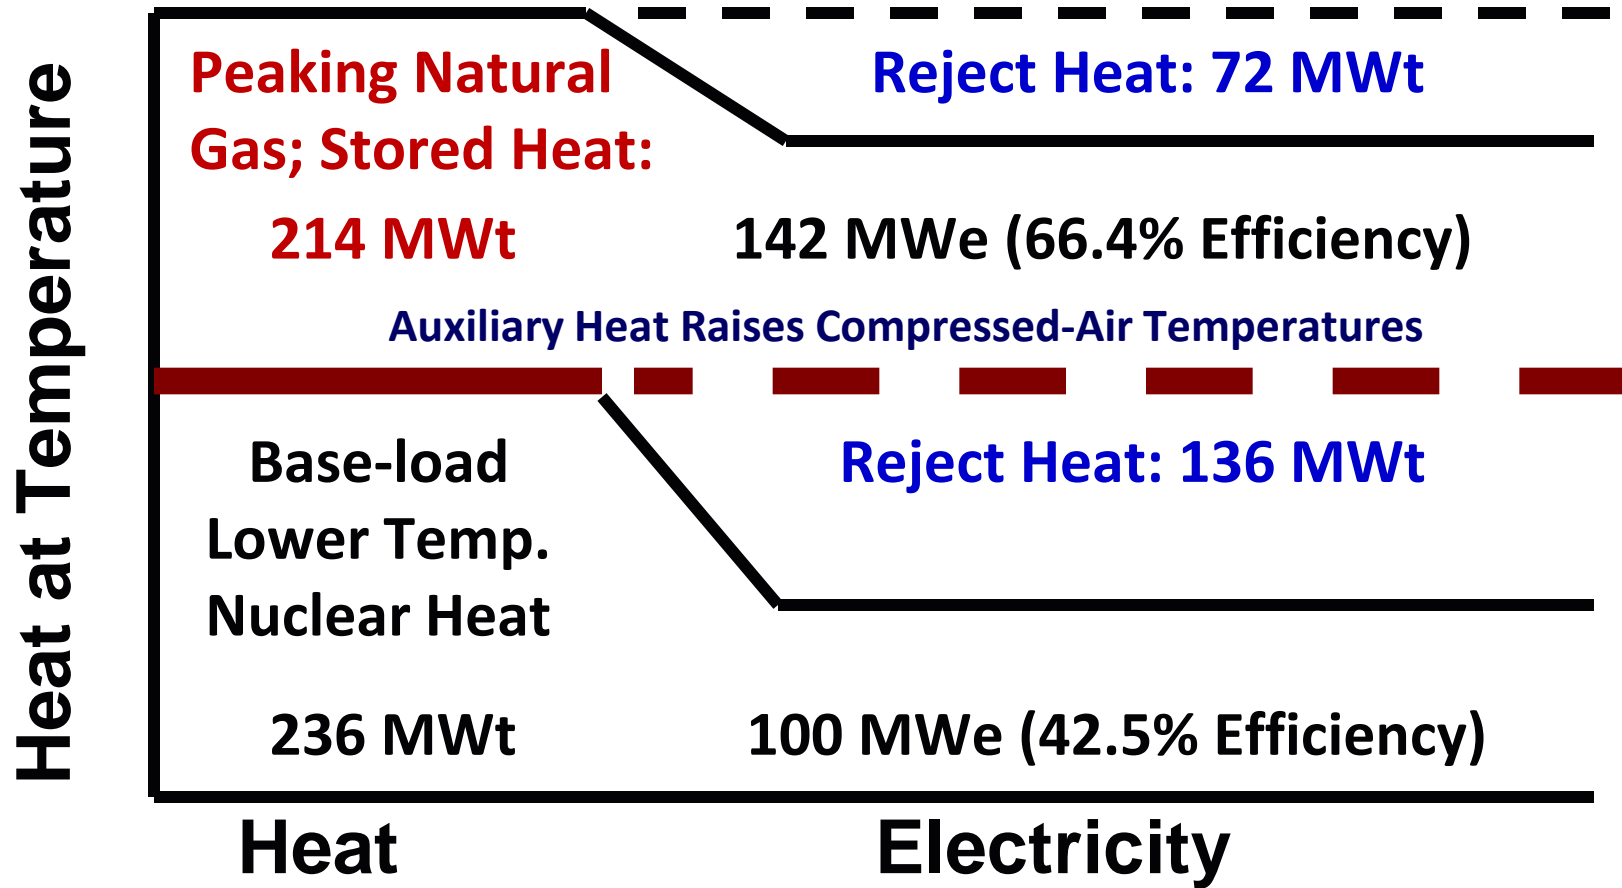 Heat at Temperature
Peaking Natural
Gas; Stored Heat:
214 MWt
Reject Heat: 72 MWt
142 MWe (66.4% Efficiency)
Auxiliary Heat Raises Compressed-Air Temperatures
Base-load
Lower Temp.
Nuclear Heat
236 MWt
Reject Heat: 136 MWt
100 MWe (42.5% Efficiency)
Heat
Electricity